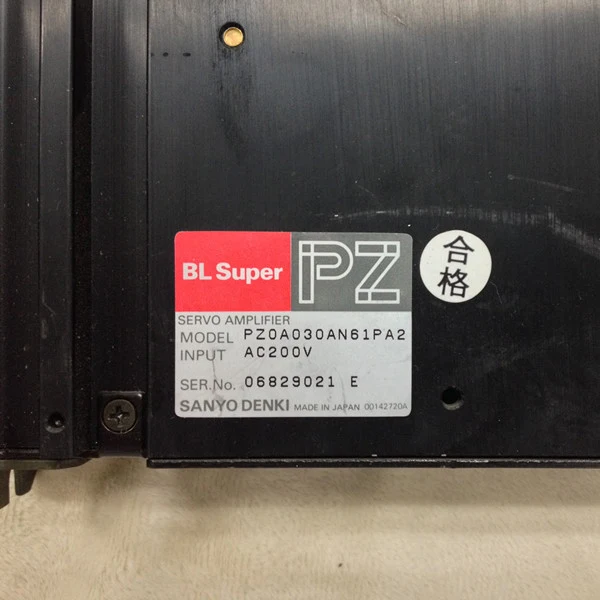 BL Super PZ
SERVO AMPLIFIER
MODEL PZ0A030AN61PA2
INPUT AC200V
SER.No. 06829021 E
SANYO DENKI MADE IN JAPAN 00142720A
合格